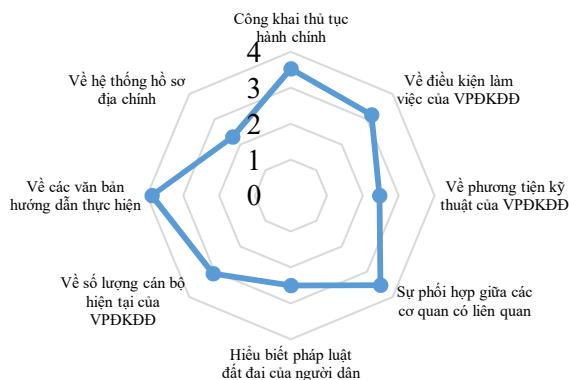 Công khai thủ tục
hành chính
Về điều kiện làm
việc của VPĐKĐĐ
Về phương tiện kỹ
thuật của VPĐKĐĐ
Sự phối hợp giữa các
cơ quan có liên quan
Hiểu biết pháp luật
đất đai của người dân
Về số lượng cán bộ
hiện tại của
VPĐKĐĐ
Về các văn bản
hướng dẫn thực hiện
Về hệ thống hồ sơ
địa chính
4
3
2
1
0